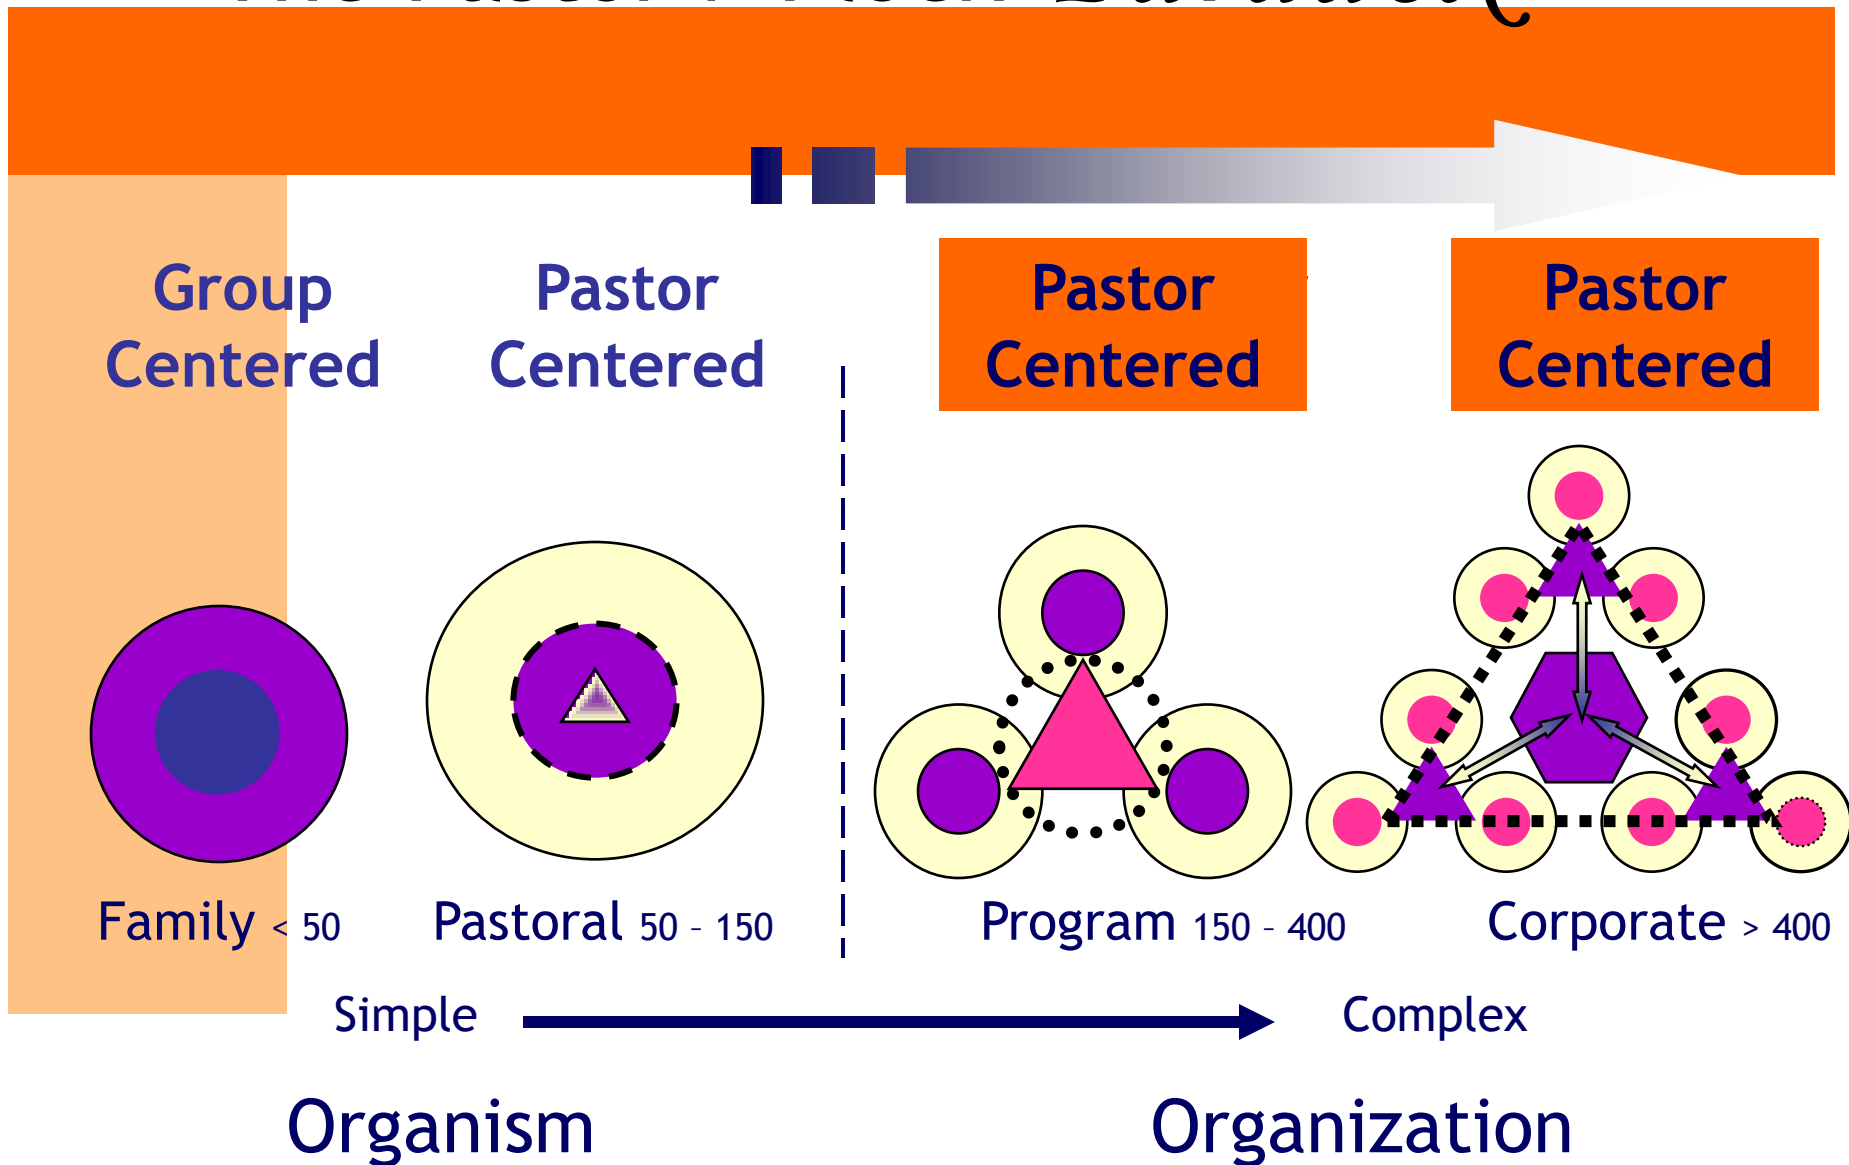 Group Centered
Pastor Centered
Pastor Centered
Pastor Centered
Family < 50
Pastoral 50 – 150
Program 150 – 400
Corporate > 400
Simple
Complex
Organism
Organization